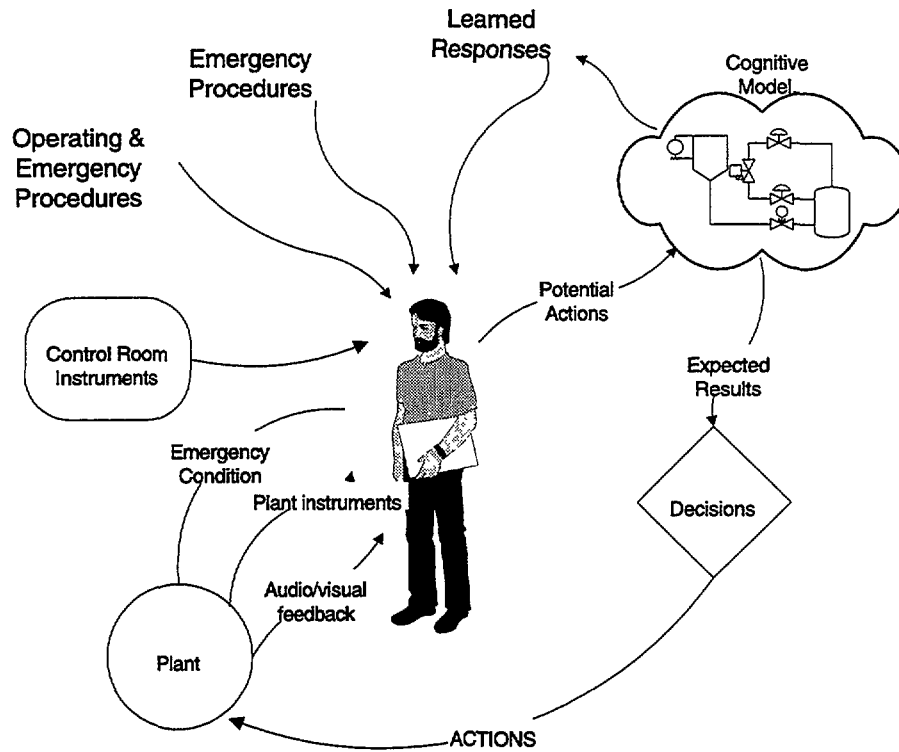 Learned
Responses
Emergency
Procedures
Cognitive
Model
Operating &
Emergency
Procedures
Potential
Actions
Control Room
Instruments
Expected
Results
Emergency
Condition
Plant instruments
Decisions
Audio/visual
feedback
Plant
ACTIONS